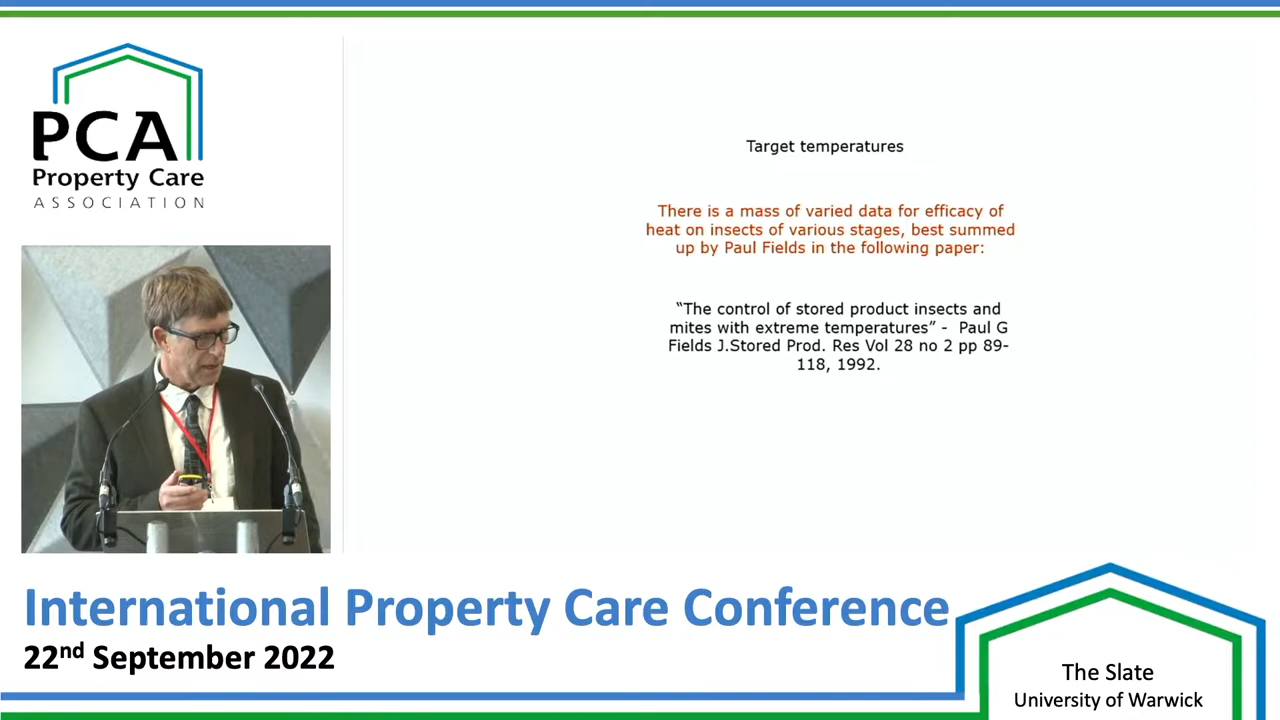 PCA
Property Care
ASSOCIATION
Target temperatures
There is a mass of varied data for efficacy of
heat on insects of various stages, best summed
up by Paul Fields in the following paper:
“The control of stored product insects and
mites with extreme temperatures” - Paul G
Fields J.Stored Prod. Res Vol 28 no 2 pp 89-
118, 1992.
International Property Care Conference
22nd September 2022
The Slate
University of Warwick